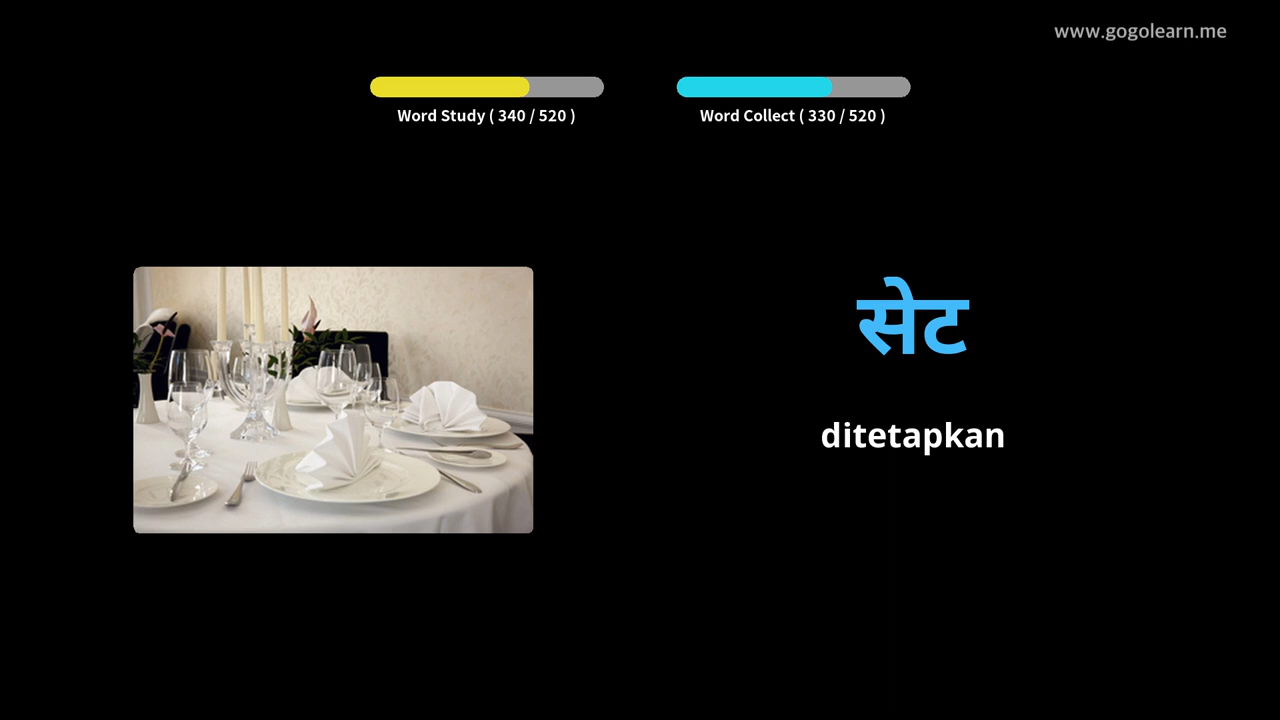 www.gogolearn.me
Word Study ( 340 / 520 )
Word Collect ( 330 / 520 )
सेट
ditetapkan